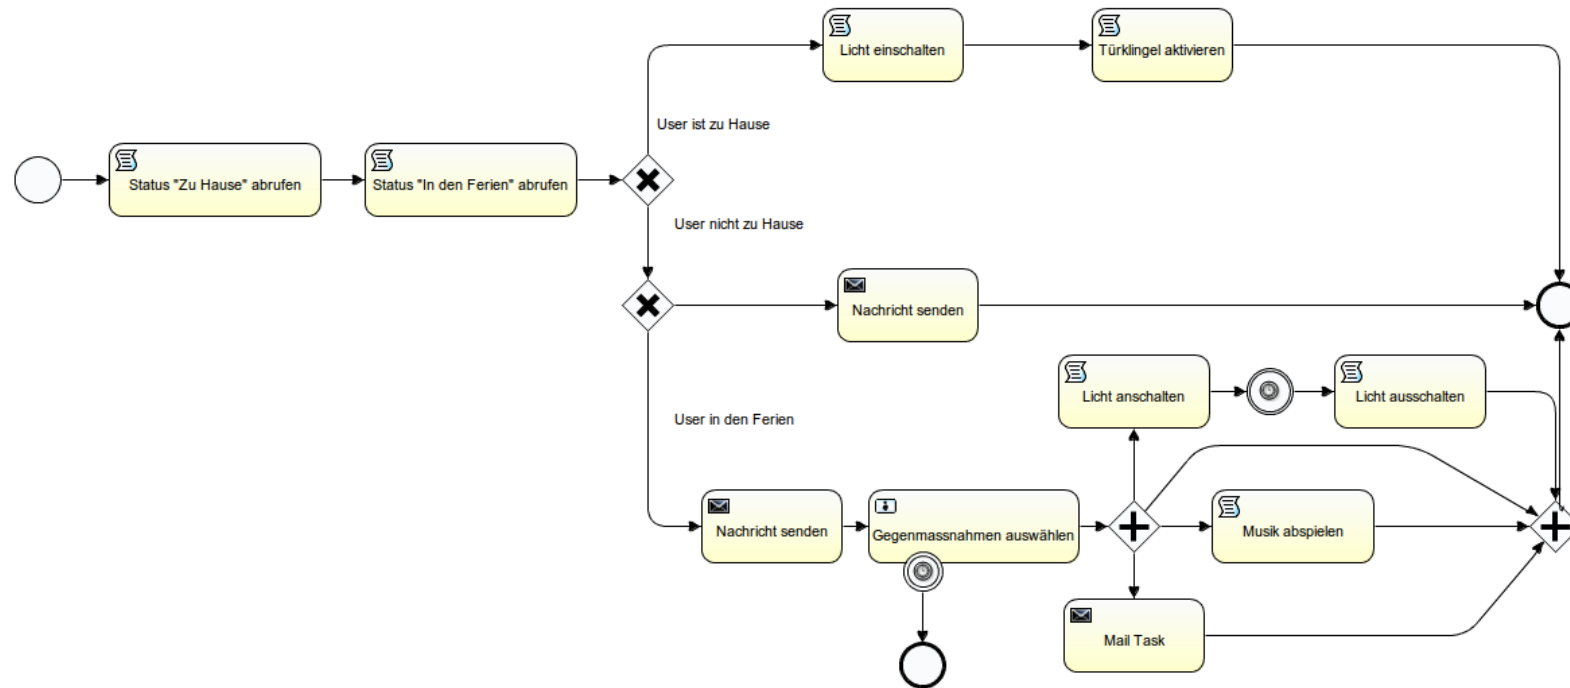 Licht einschalten
Türklingel aktivieren
User ist zu Hause
Status "Zu Hause" abrufen
Status "In den Ferien" abrufen
User nicht zu Hause
Nachricht senden
Licht anschalten
Licht ausschalten
User in den Ferien
Nachricht senden
Gegenmassnahmen auswählen
Musik abspielen
Mail Task